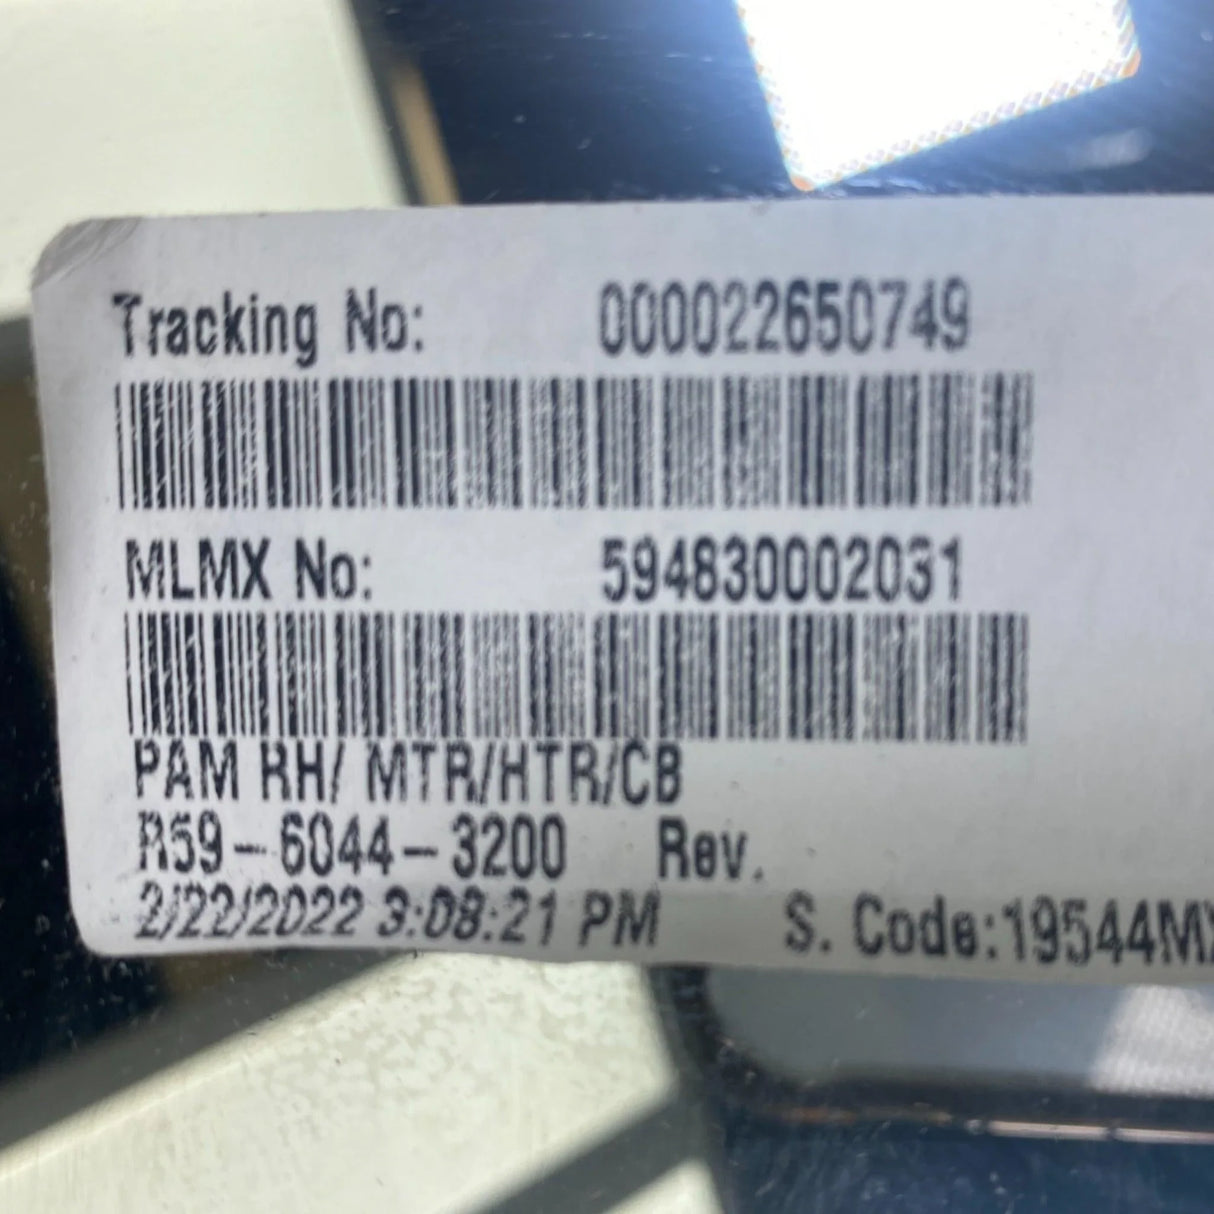 Tracking No: 000022650749
MLMX No: 594830002031
PAM RH/ MTR/HTR/CB
R59-6044-3200 Rev.
2/22/2022 3:08:21 PM S. Code:19544MX